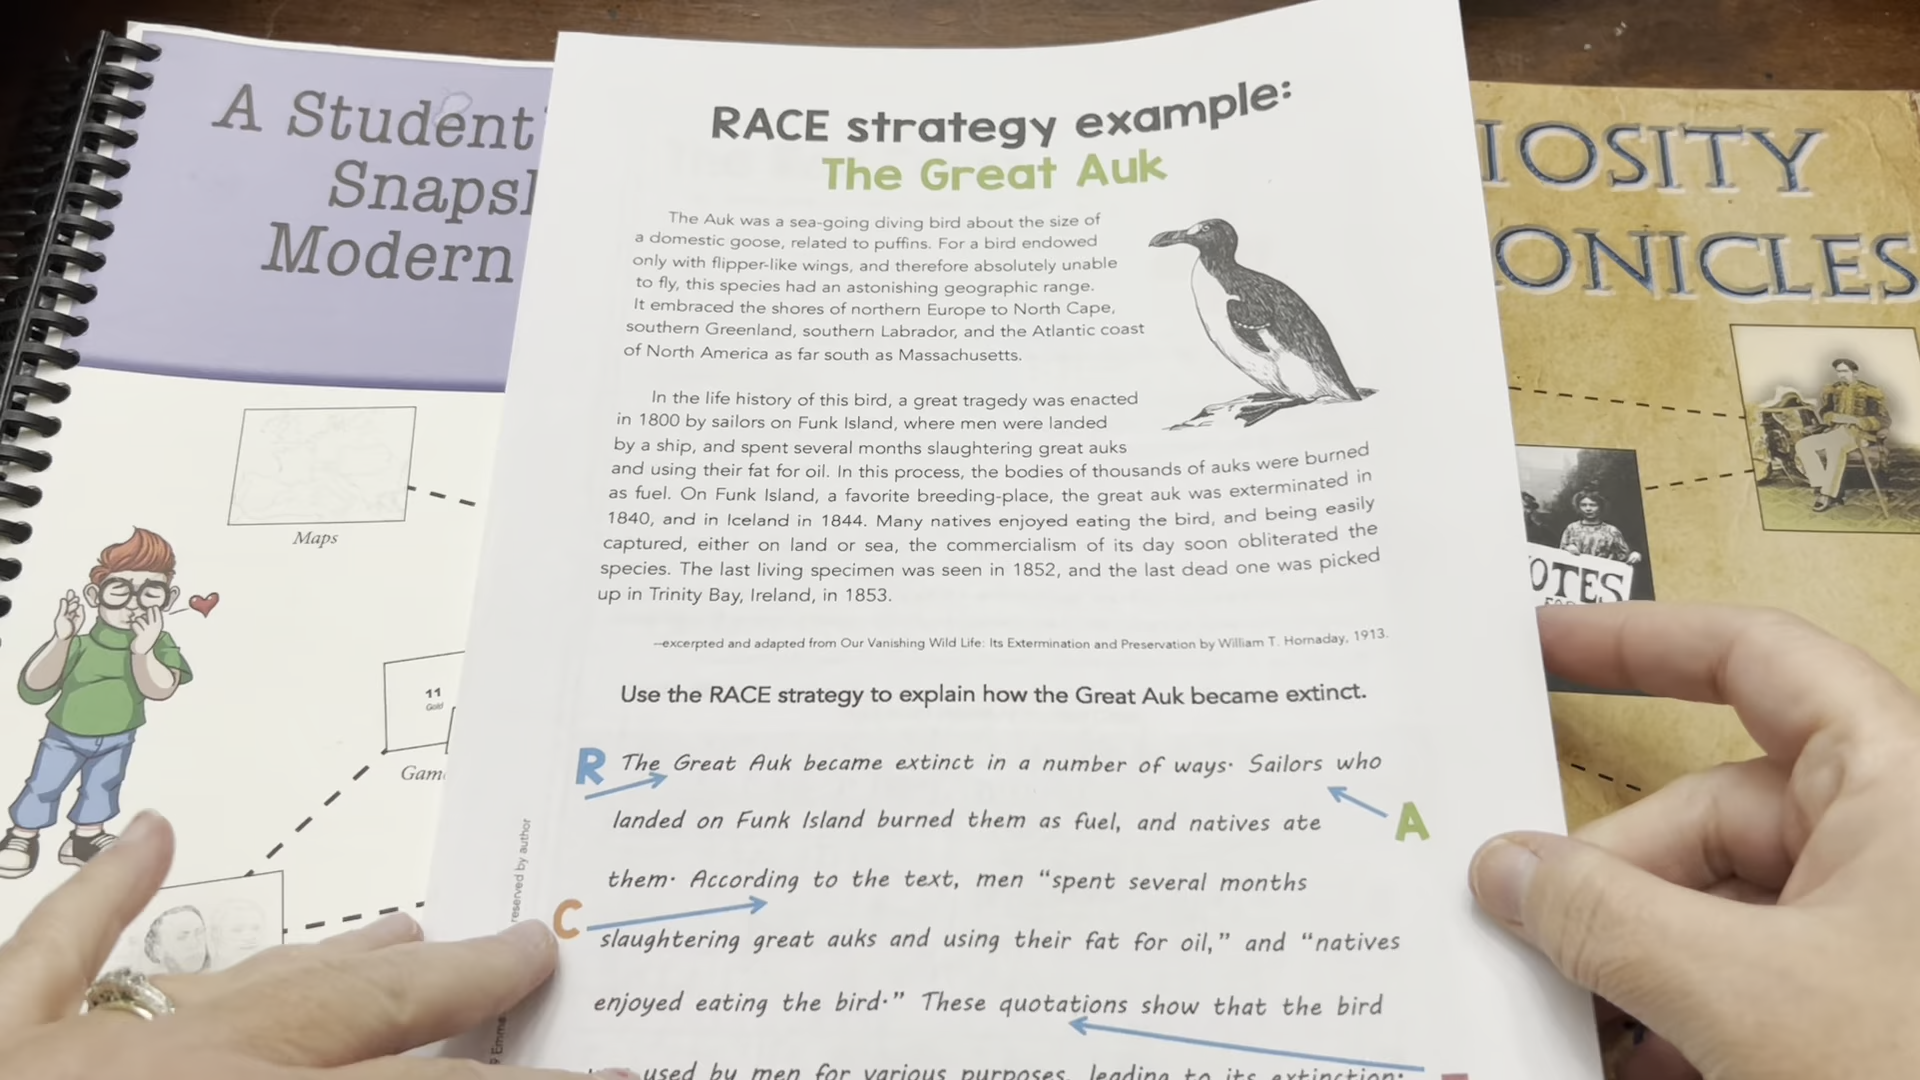 A Student
Snaps
Modern
Maps
11
Gold
Gam
RACE strategy example:
The Great Auk
The Auk was a sea-going diving bird about the size of
a domestic goose, related to puffins. For a bird endowed
only with flipper-like wings, and therefore absolutely unable
to fly, this species had an astonishing geographic range.
It embraced the shores of northern Europe to North Cape,
southern Greenland, southern Labrador, and the Atlantic coast
of North America as far south as Massachusetts.
In the life history of this bird, a great tragedy was enacted
in 1800 by sailors on Funk Island, where men were landed
by a ship, and spent several months slaughtering great auks
and using their fat for oil. In this process, the bodies of thousands of auks were burned
as fuel. On Funk Island, a favorite breeding-place, the great auk was exterminated in
1840, and in Iceland in 1844. Many natives enjoyed eating the bird, and being easily
captured, either on land or sea, the commercialism of its day soon obliterated the
species. The last living specimen was seen in 1852, and the last dead one was picked
up in Trinity Bay, Ireland, in 1853.
—excerpted and adapted from Our Vanishing Wild Life: Its Extermination and Preservation by William T. Hornaday, 1913.
Use the RACE strategy to explain how the Great Auk became extinct.
R The Great Auk became extinct in a number of ways. Sailors who
landed on Funk Island burned them as fuel, and natives ate A
them. According to the text, men “spent several months
C
slaughtering great auks and using their fat for oil,” and “natives
enjoyed eating the bird.” These quotations show that the bird
used by men for various purposes, leading to its extinction.
reserved by author
IOSITY
ONICLES
OTES